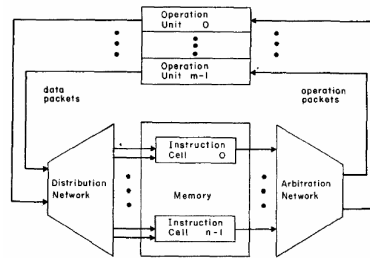 Operation
Unit 0
Operation
Unit m-1
data
packets
operation
packets
Instruction
Cell 0
Distribution
Network
Memory
Arbitration
Network
Instruction
Cell n-1